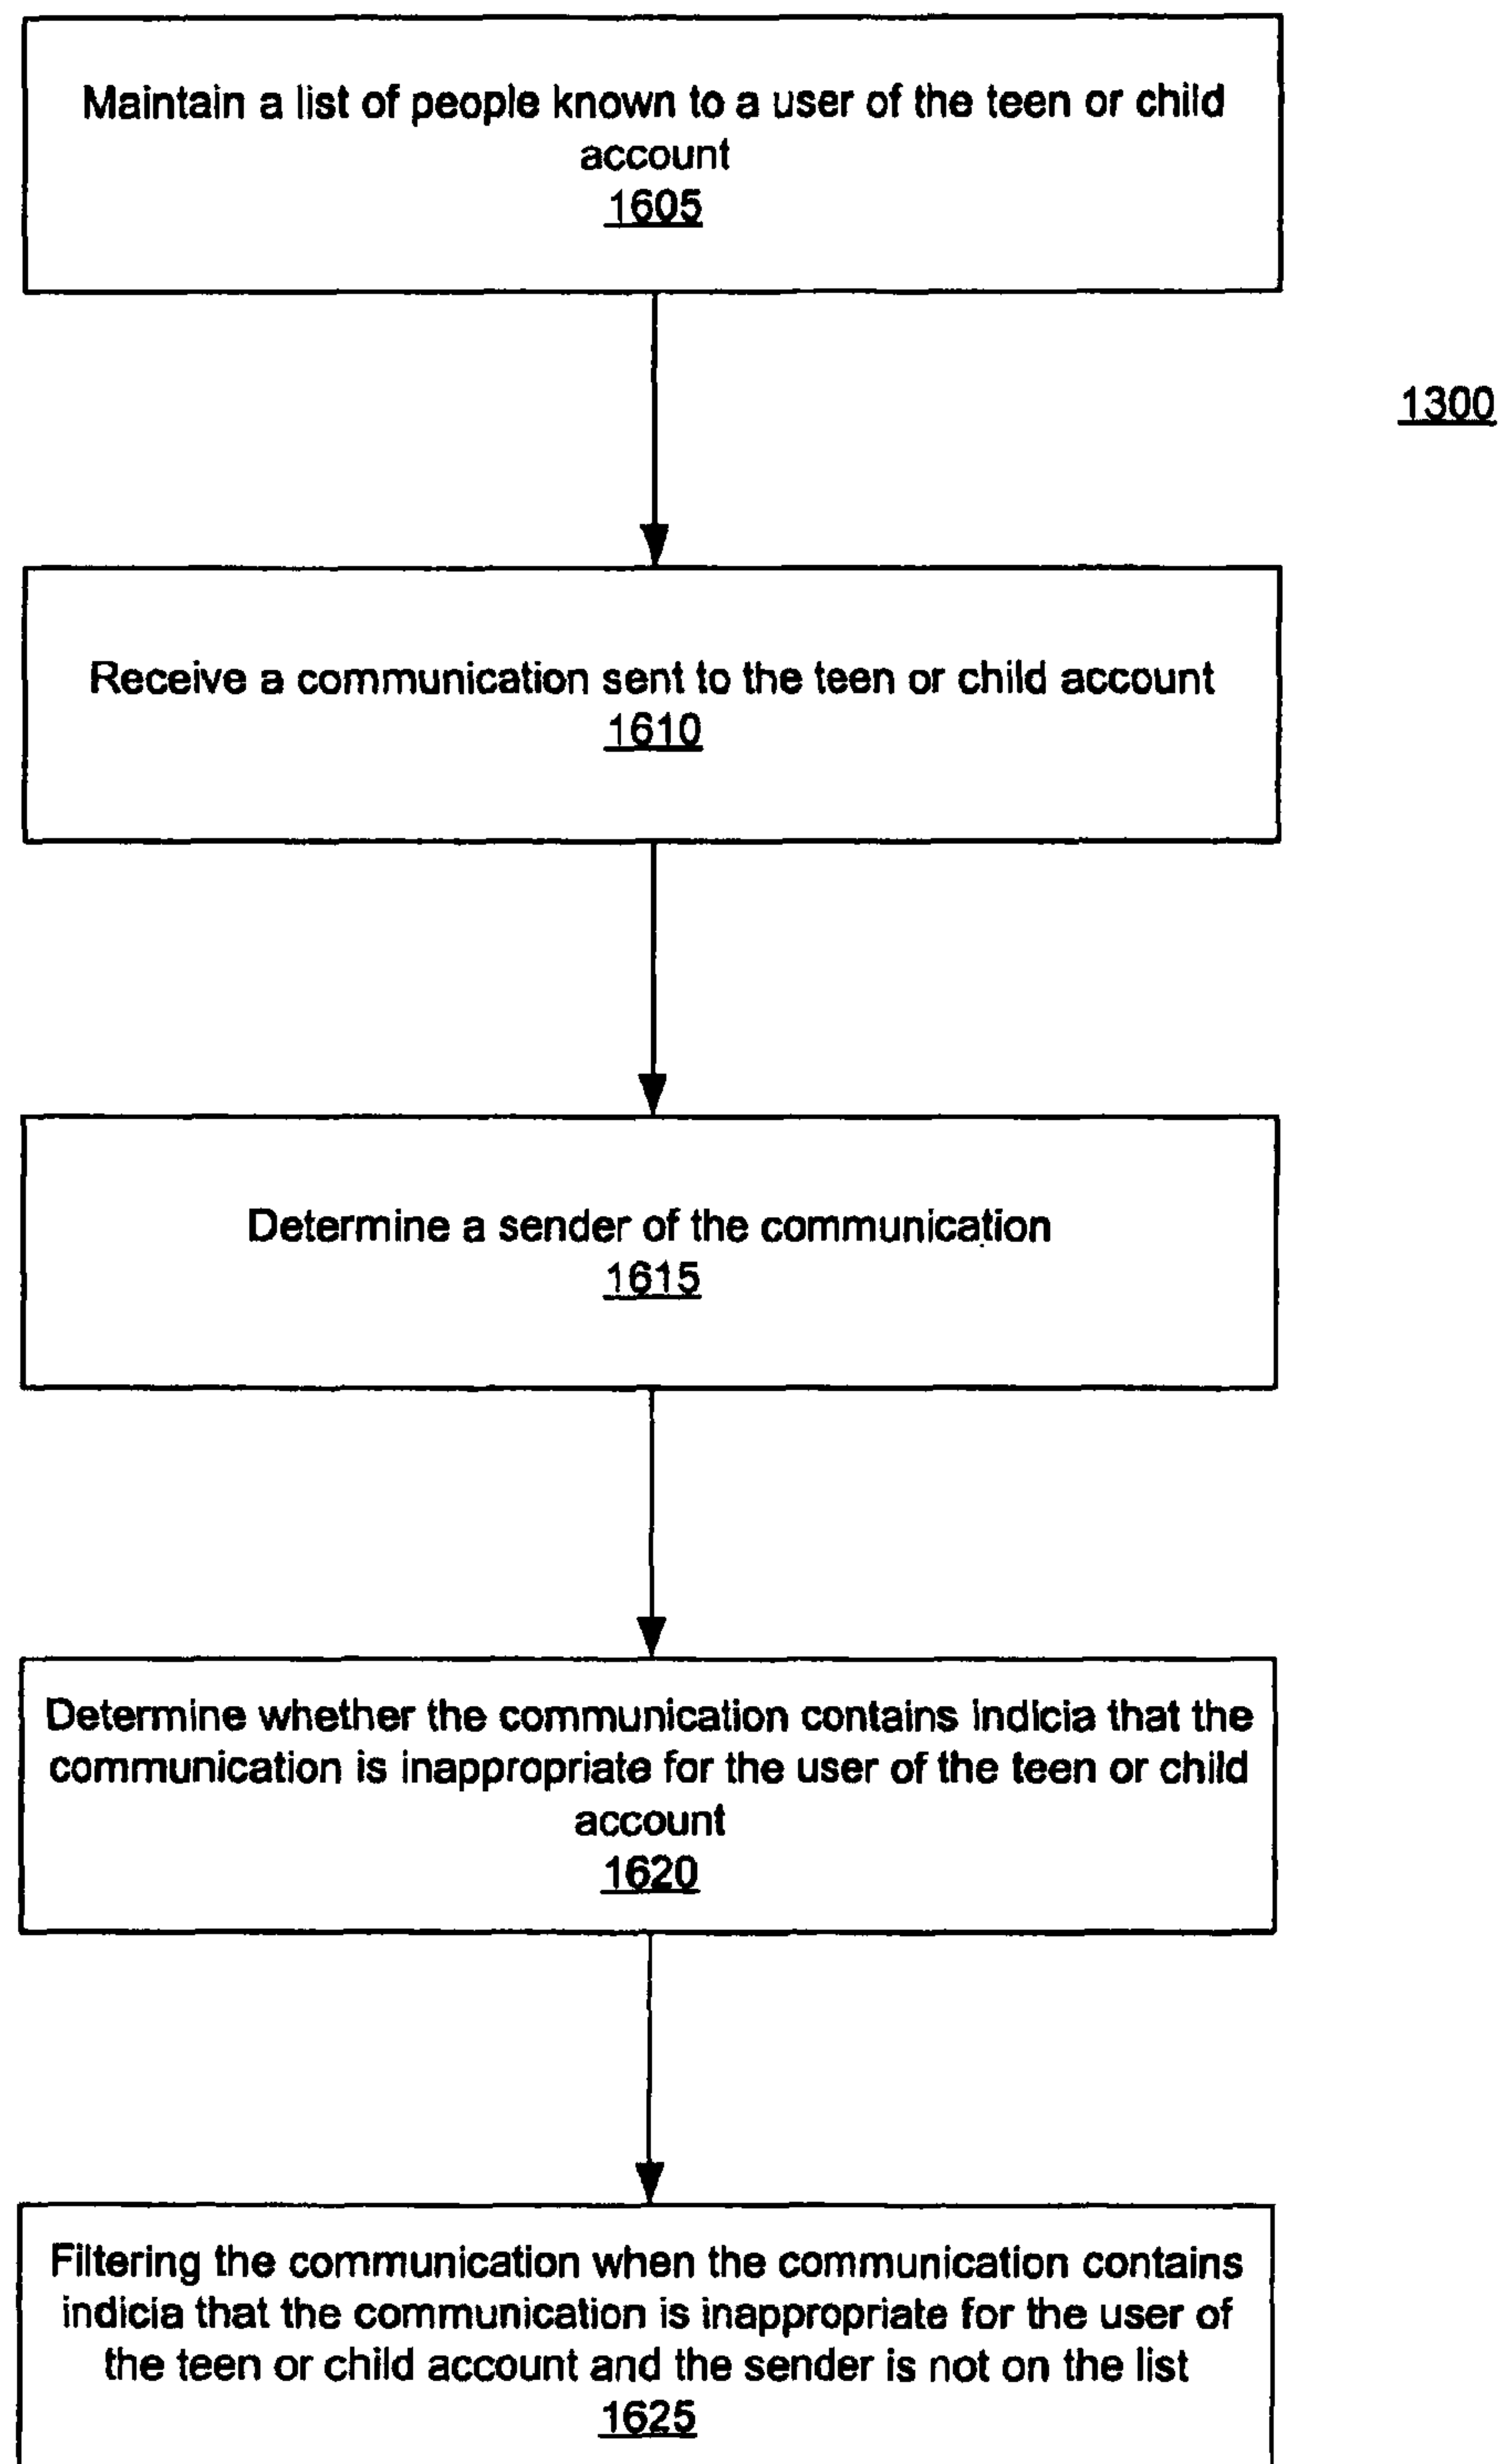 Maintain a list of people known to a user of the teen or child
account
1605
1300
Receive a communication sent to the teen or child account
1610
Determine a sender of the communication
1615
Determine whether the communication contains indicia that the
communication is inappropriate for the user of the teen or child
account
1620
Filtering the communication when the communication contains
indicia that the communication is inappropriate for the user of
the teen or child account and the sender is not on the list
1625